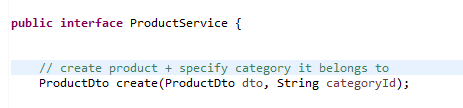 public interface ProductService {
// create product + specify category it belongs to
ProductDto create(ProductDto dto, String categoryId);